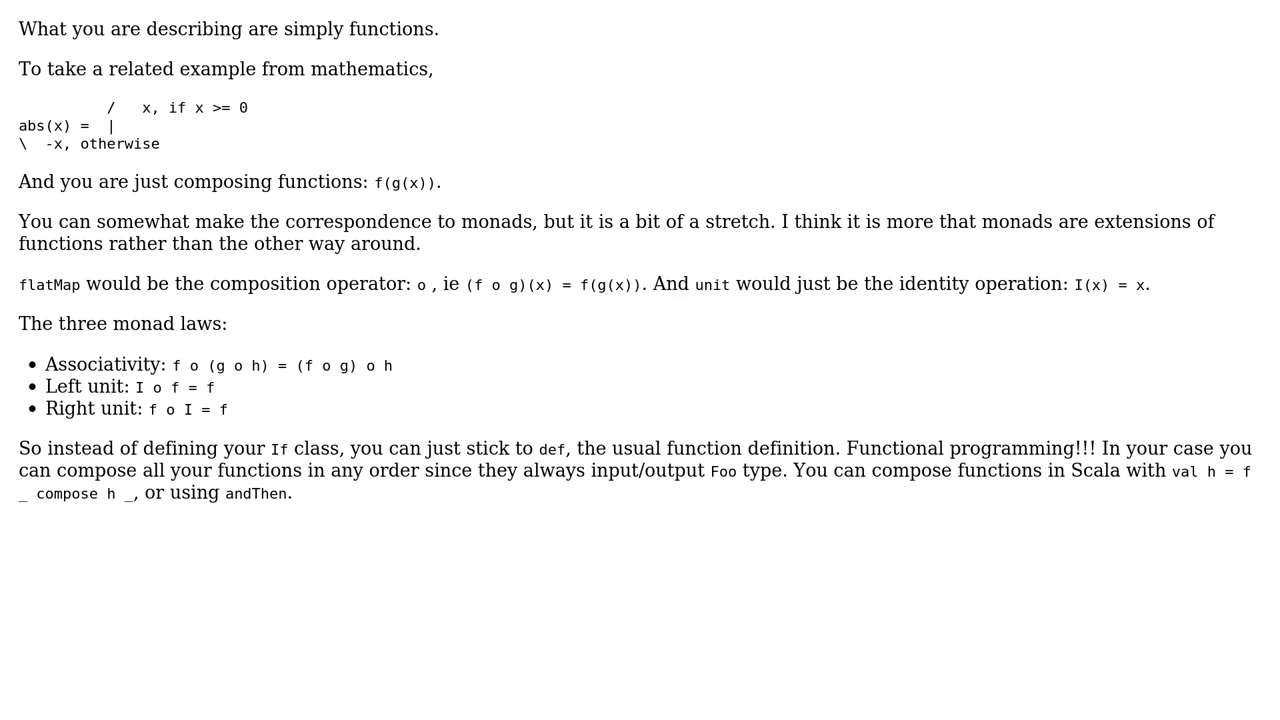 What you are describing are simply functions.
To take a related example from mathematics,
          /   x, if x >= 0
abs(x) =  |
\  -x, otherwise
And you are just composing functions: f(g(x)).
You can somewhat make the correspondence to monads, but it is a bit of a stretch. I think it is more that monads are extensions of
functions rather than the other way around.
flatMap would be the composition operator: o , ie (f o g)(x) = f(g(x)). And unit would just be the identity operation: I(x) = x.
The three monad laws:
• Associativity: f o (g o h) = (f o g) o h
• Left unit: I o f = f
• Right unit: f o I = f
So instead of defining your If class, you can just stick to def, the usual function definition. Functional programming!!! In your case you
can compose all your functions in any order since they always input/output Foo type. You can compose functions in Scala with val h = f
_ compose h _, or using andThen.